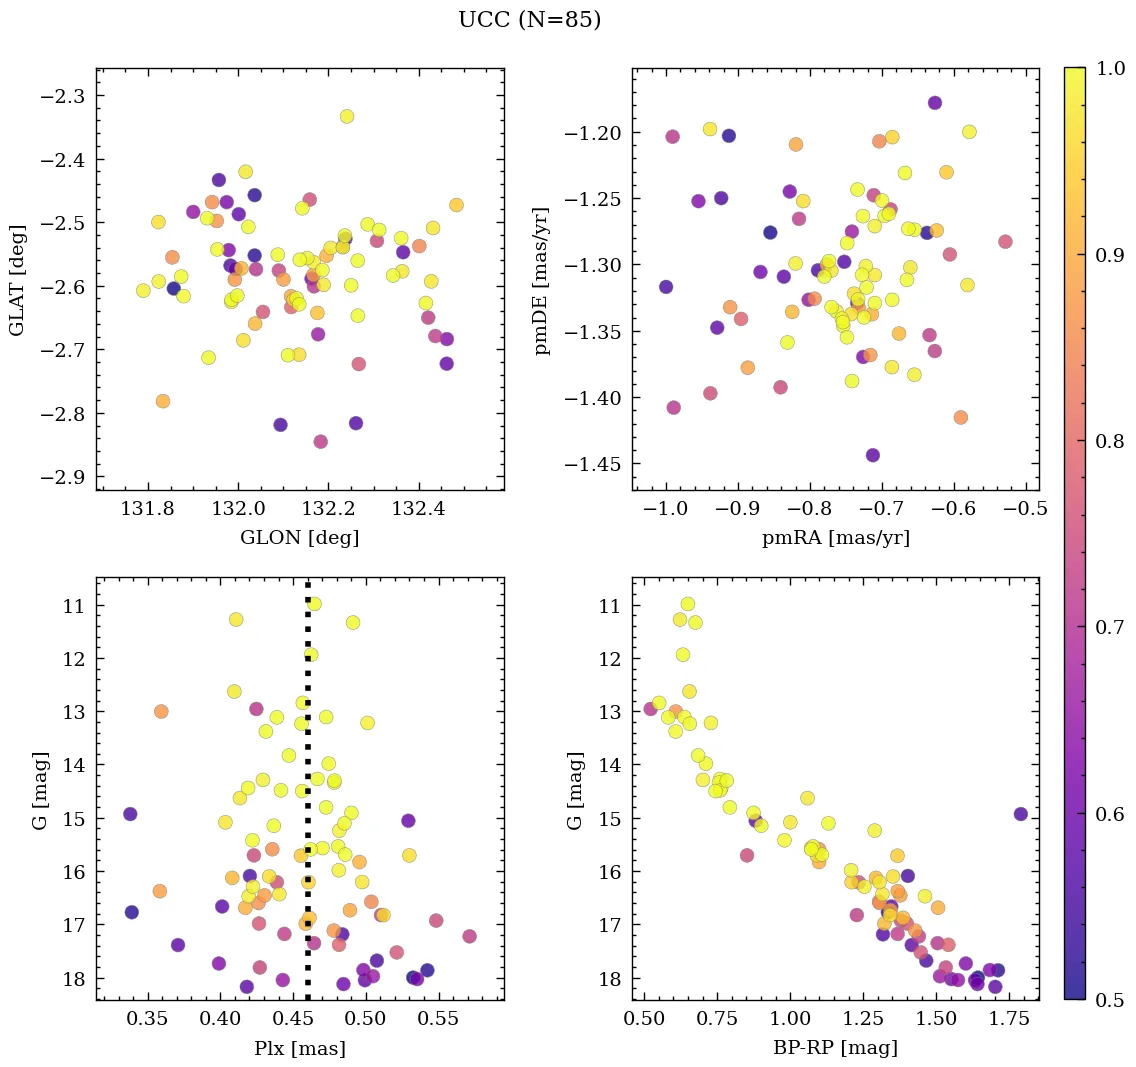 UCC (N=85)
−2.3
−2.4
−2.5
−2.6
−2.7
−2.8
−2.9
GLAT [deg]
131.8 132.0 132.2 132.4
GLON [deg]
−1.20
−1.25
−1.30
−1.35
−1.40
−1.45
pmDE [mas/yr]
−1.0 −0.9 −0.8 −0.7 −0.6 −0.5
pmRA [mas/yr]
11
12
13
14
15
16
17
18
G [mag]
0.35 0.40 0.45 0.50 0.55
Plx [mas]
11
12
13
14
15
16
17
18
G [mag]
0.50 0.75 1.00 1.25 1.50 1.75
BP-RP [mag]
1.0
0.9
0.8
0.7
0.6
0.5